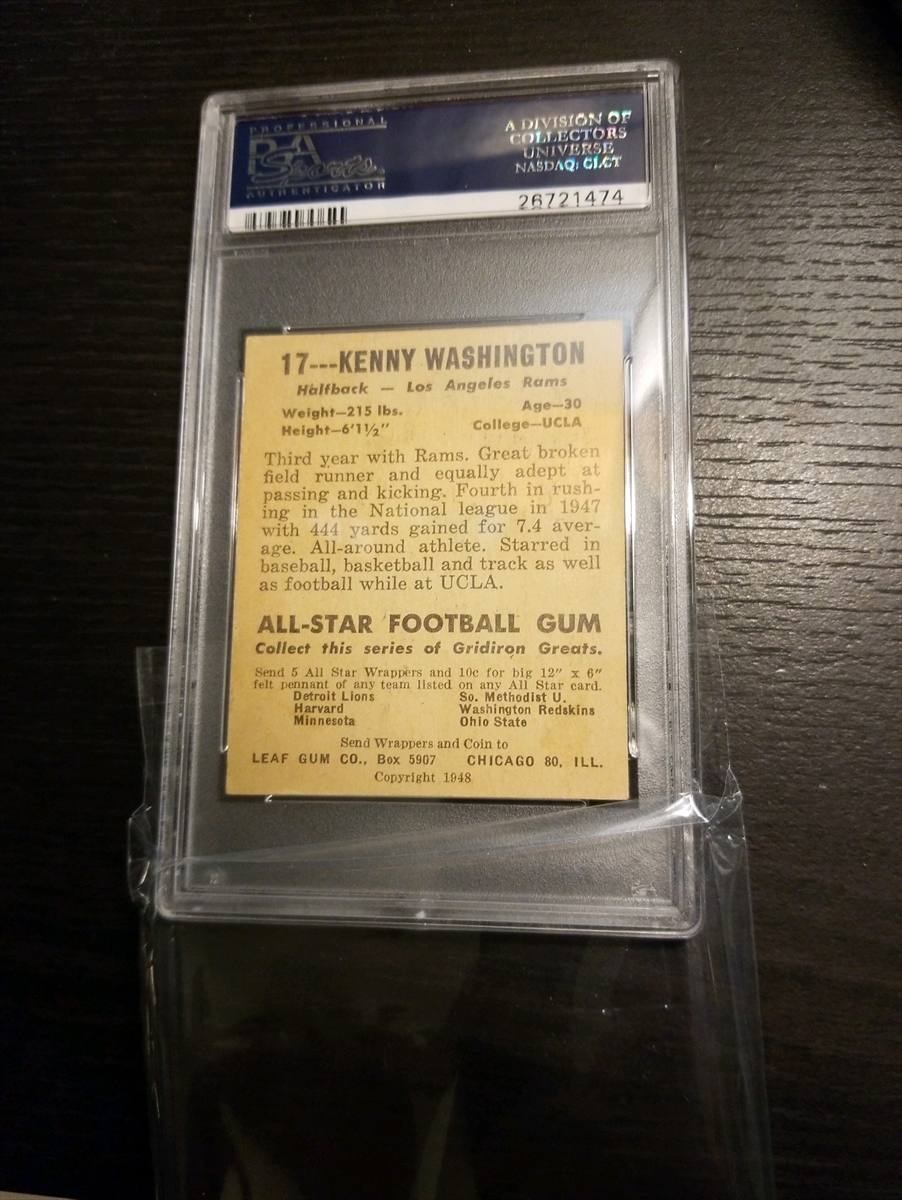 PROFESSIONAL
PSA
Sports
AUTHENTICATOR
A DIVISION OF
COLLECTORS
UNIVERSE
NASDAQ: CLCT
26721474
17---KENNY WASHINGTON
Halfback — Los Angeles Rams
Weight—215 lbs. Age—30
Height—6'1½" College—UCLA
Third year with Rams. Great broken
field runner and equally adept at
passing and kicking. Fourth in rush-
ing in the National league in 1947
with 444 yards gained for 7.4 aver-
age. All-around athlete. Starred in
baseball, basketball and track as well
as football while at UCLA.
ALL-STAR FOOTBALL GUM
Collect this series of Gridiron Greats.
Send 5 All Star Wrappers and 10c for big 12" x 6"
felt pennant of any team listed on any All Star card.
Detroit Lions So. Methodist U.
Harvard Washington Redskins
Minnesota Ohio State
Send Wrappers and Coin to
LEAF GUM CO., Box 5907 CHICAGO 80, ILL.
Copyright 1948